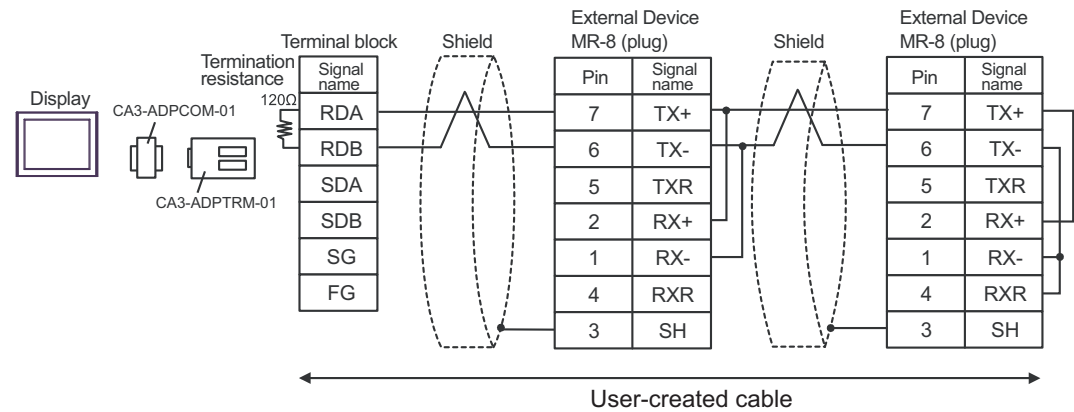 External Device
MR-8 (plug)
External Device
MR-8 (plug)
Terminal block
Shield
Shield
Termination
resistance
120Ω
Display
CA3-ADPCOM-01
CA3-ADPTRM-01
Signal
name
RDA
RDB
SDA
SDB
SG
FG
Pin
Signal
name
7 TX+
6 TX-
5 TXR
2 RX+
1 RX-
4 RXR
3 SH
Pin
Signal
name
7 TX+
6 TX-
5 TXR
2 RX+
1 RX-
4 RXR
3 SH
User-created cable